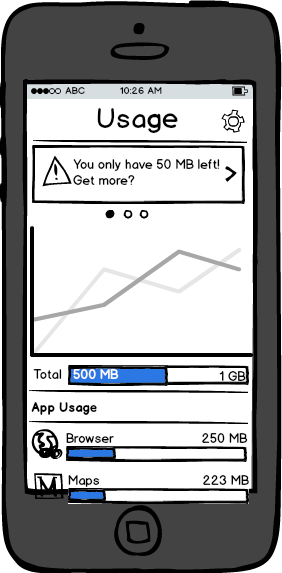 ABC 10:26 AM
Usage
You only have 50 MB left!
Get more?
Total 500 MB 1 GB
App Usage
Browser 250 MB
M Maps 223 MB